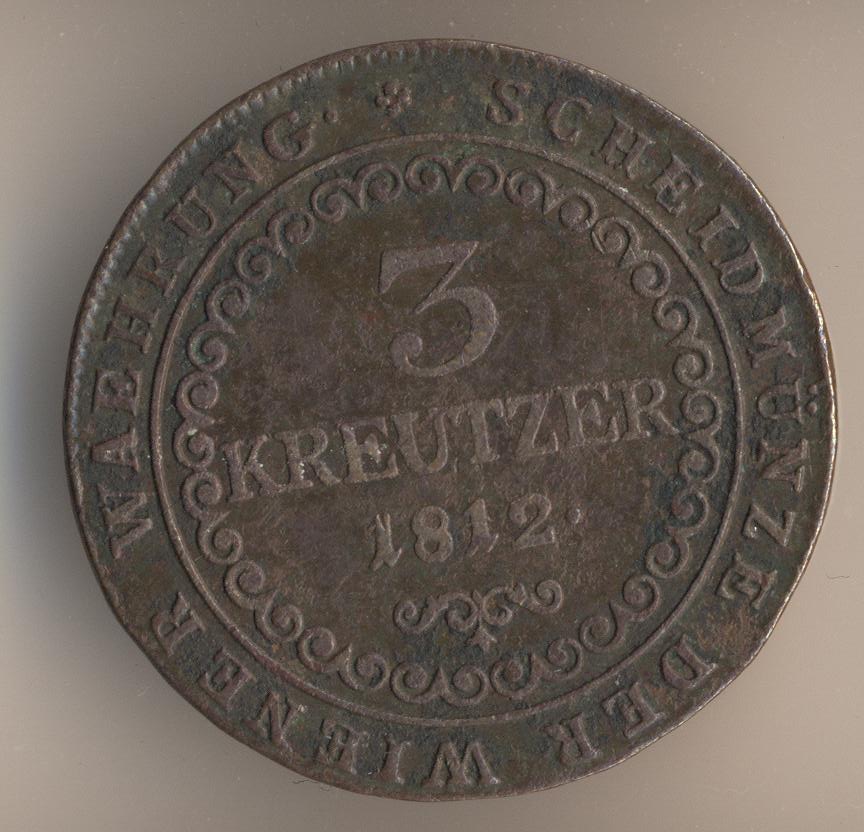 SCHEIDMÜNZE DER WIENER WAEHRUNG.
3
KREUTZER
1812.